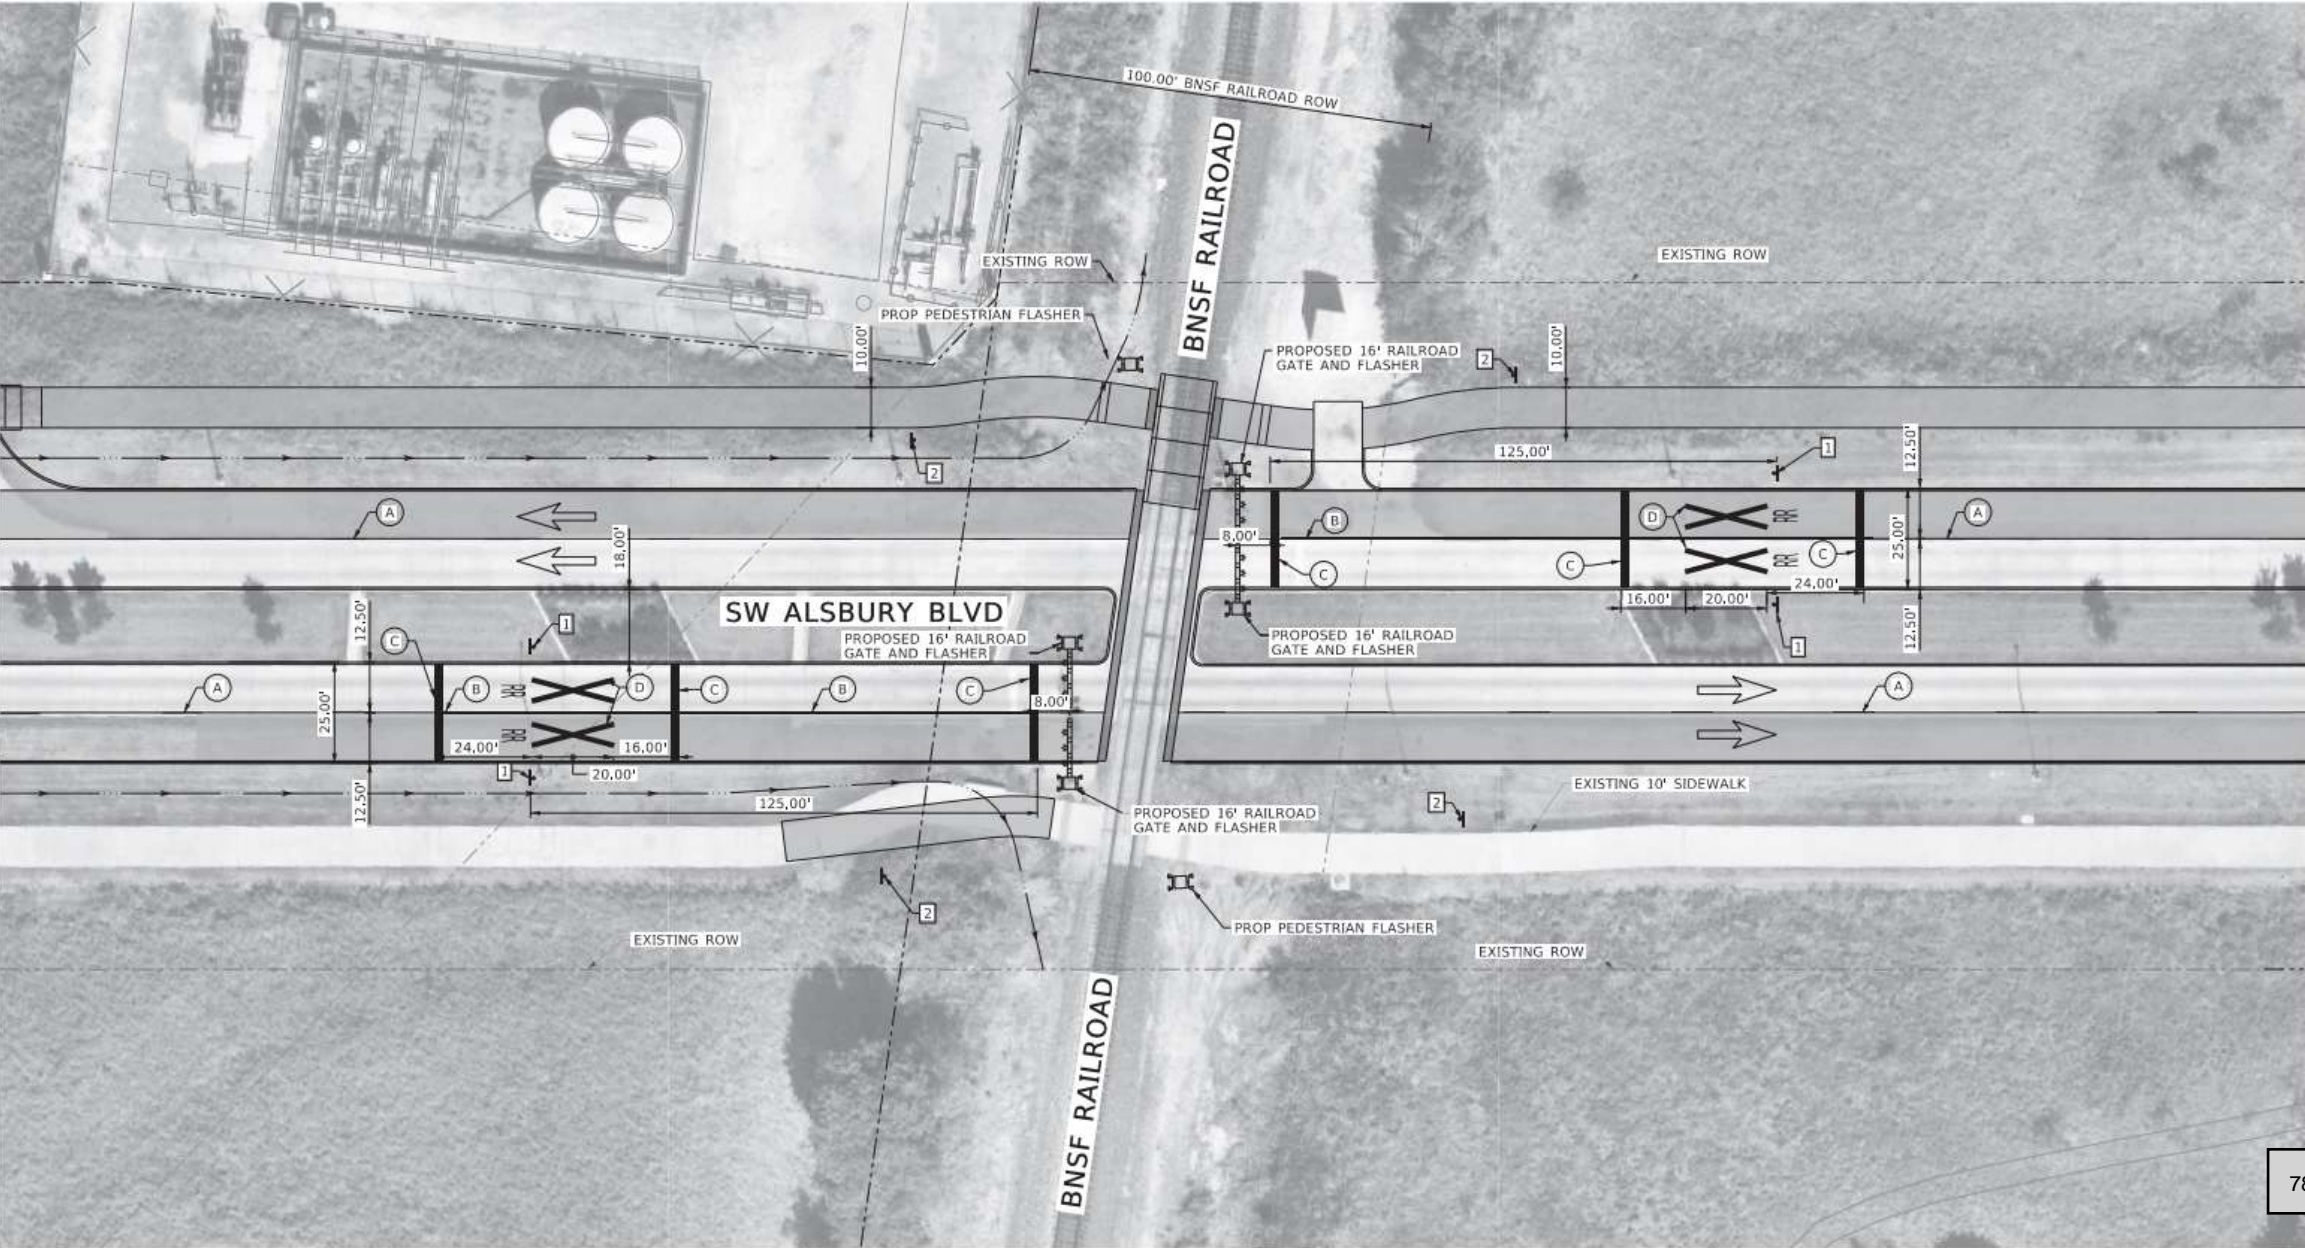 100.00' BNSF RAILROAD ROW
BNSF RAILROAD
EXISTING ROW
EXISTING ROW
PROP PEDESTRIAN FLASHER
10.00'
PROPOSED 16' RAILROAD
GATE AND FLASHER
2
10.00'
2
125.00'
1
12.50'
A
B
D
A
8.00'
18.00'
C
C
C
RR
RR
25.00'
24.00'
16.00'
20.00'
12.50'
1
SW ALSBURY BLVD
12.50'
C
1
PROPOSED 16' RAILROAD
GATE AND FLASHER
PROPOSED 16' RAILROAD
GATE AND FLASHER
A
B
RR
D
C
B
C
8.00'
A
25.00'
RR
24.00'
16.00'
1
20.00'
12.50'
125.00'
PROPOSED 16' RAILROAD
GATE AND FLASHER
EXISTING 10' SIDEWALK
2
2
PROP PEDESTRIAN FLASHER
EXISTING ROW
EXISTING ROW
BNSF RAILROAD